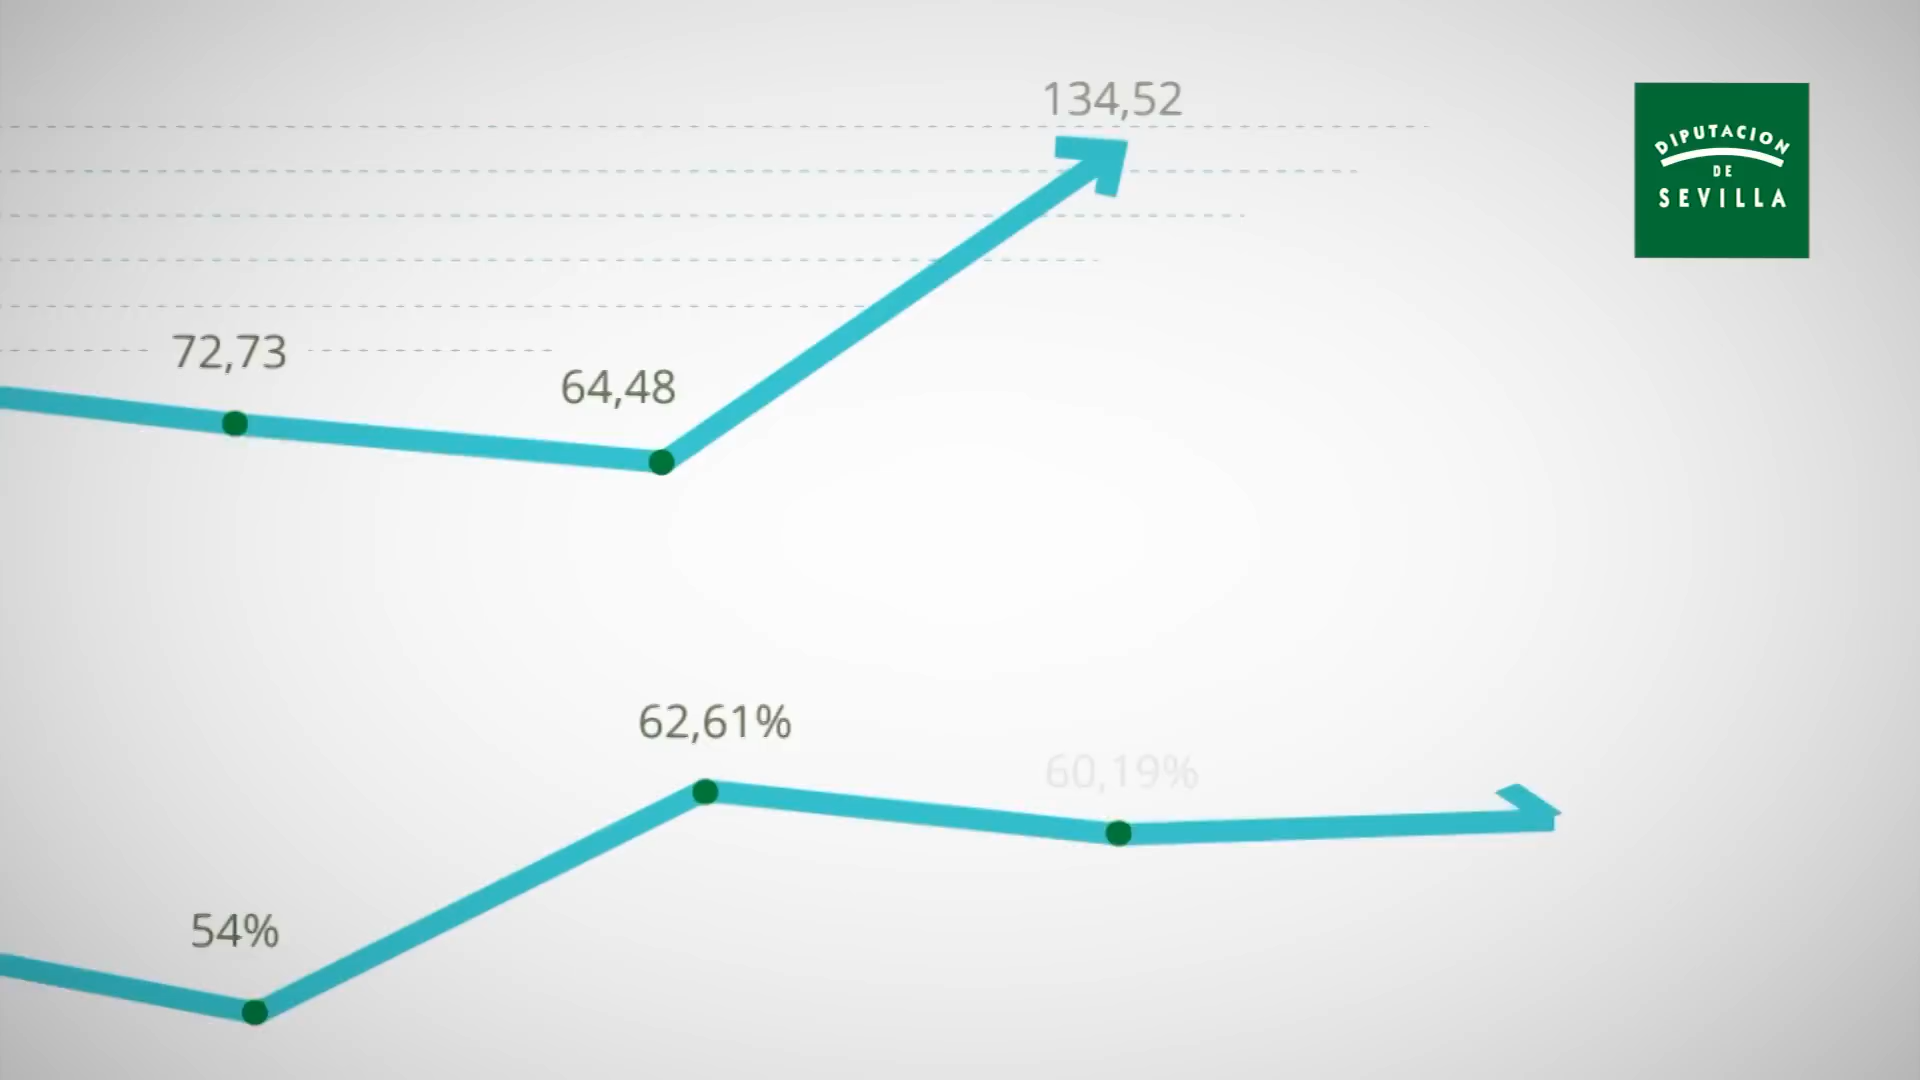 134,52
DIPUTACION
DE
SEVILLA
72,73
64,48
62,61%
60,19%
54%